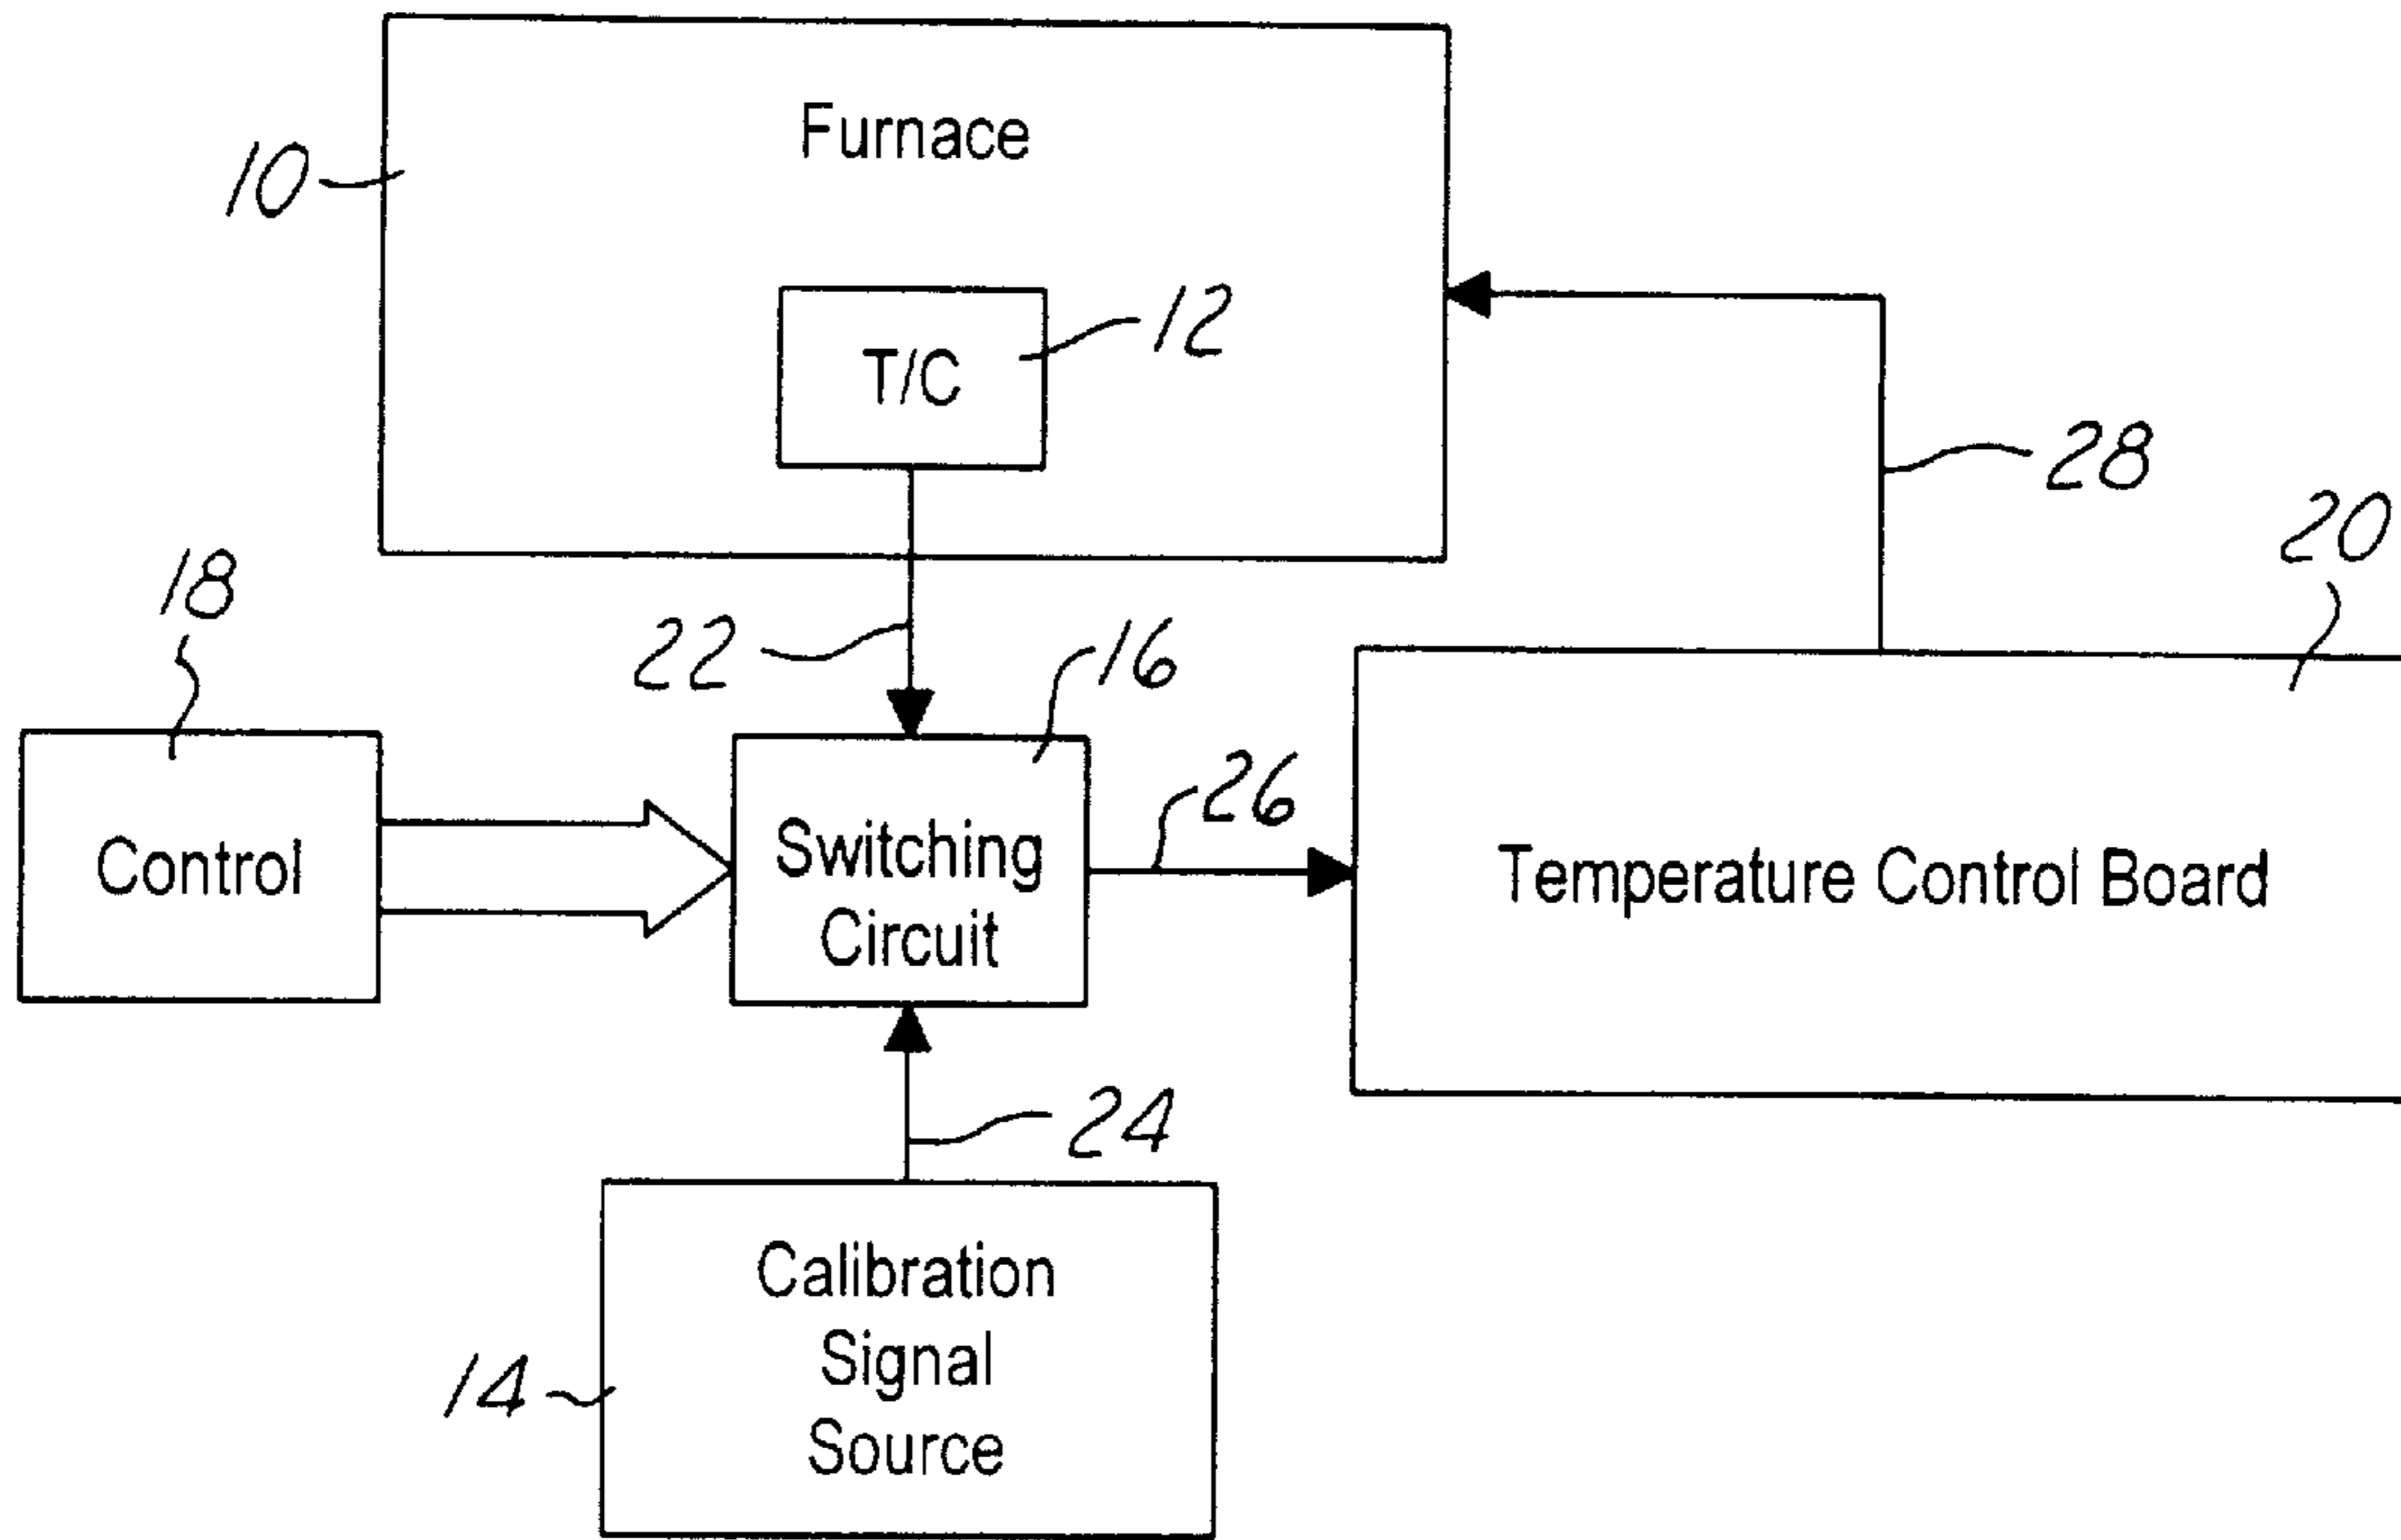 Furnace
10
T/C
12
28
20
18
22
16
26
Control
Switching
Circuit
Temperature Control Board
24
Calibration
Signal
Source
14